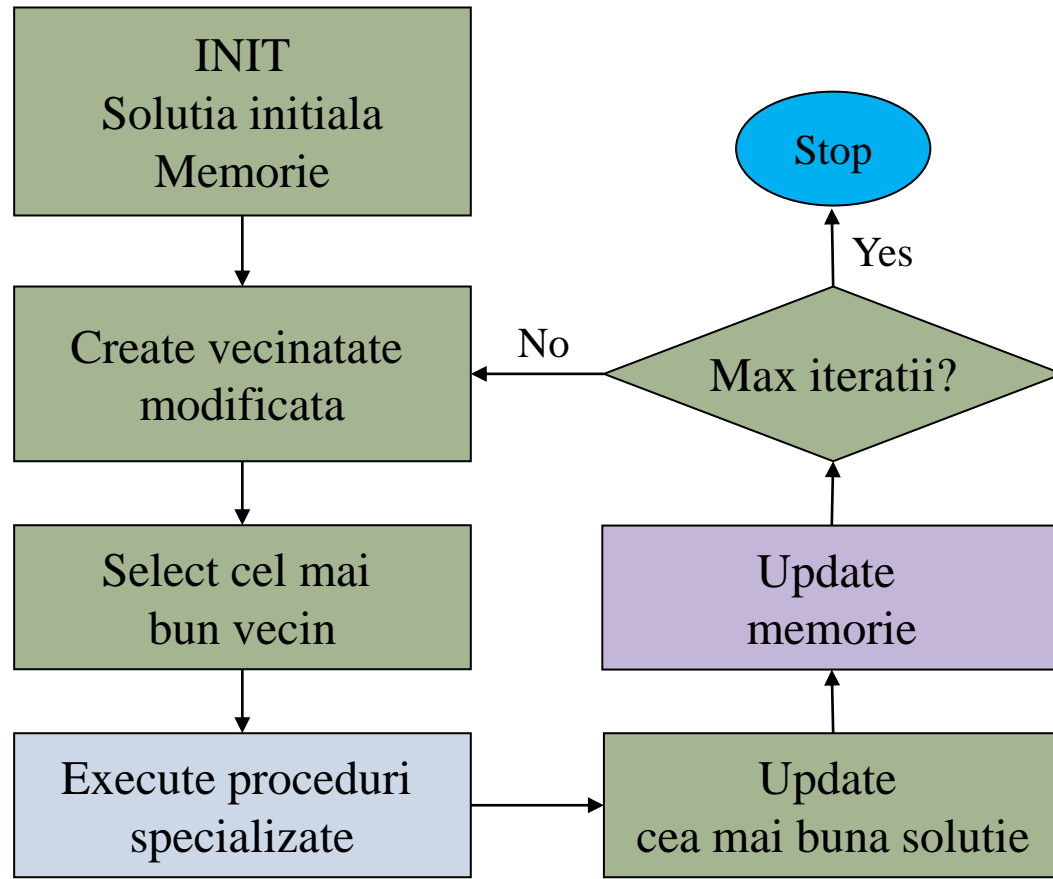 INIT
Solutia initiala
Memorie
Create vecinatate
modificata
Select cel mai
bun vecin
Execute proceduri
specializate
Update
cea mai buna solutie
Update
memorie
Max iteratii?
No
Yes
Stop